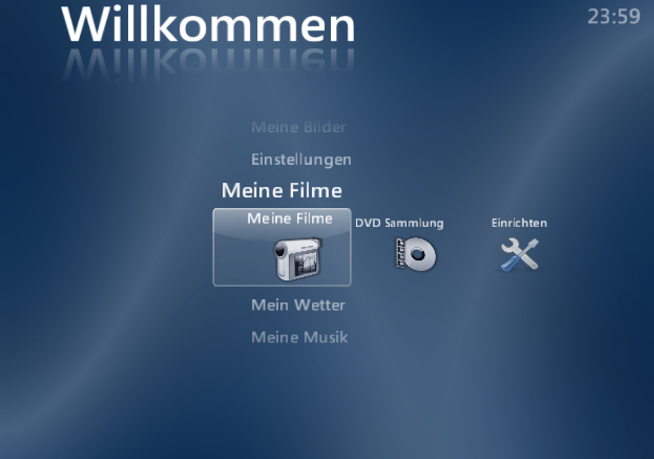 Willkommen
23:59
Meine Bilder
Einstellungen
Meine Filme
Meine Filme
DVD Sammlung
Einrichten
Mein Wetter
Meine Musik